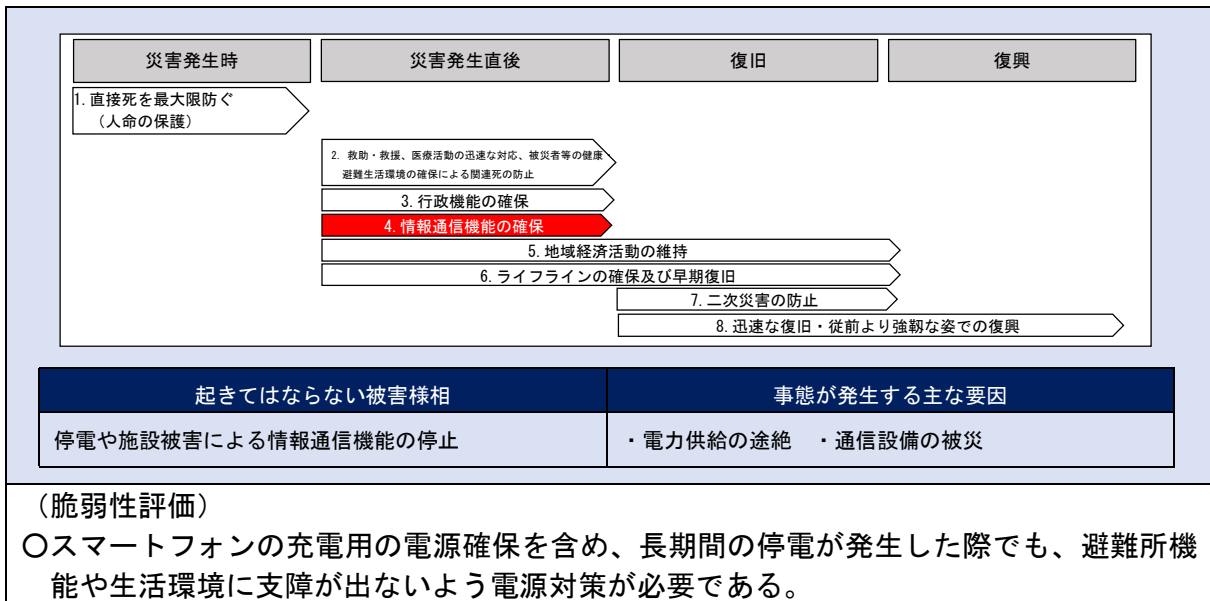 災害発生時
災害発生直後
復旧
復興
1.直接死を最大限防ぐ
（人命の保護）
2. 救助・救援、医療活動の迅速な対応、被災者等の健康・
避難生活環境の確保による関連死の防止
3.行政機能の確保
4.情報通信機能の確保
5.地域経済活動の維持
6.ライフラインの確保及び早期復旧
7.二次災害の防止
8.迅速な復旧・従前より強靱な姿での復興
起きてはならない被害様相
事態が発生する主な要因
停電や施設被害による情報通信機能の停止
・電力供給の途絶　・通信設備の被災
（脆弱性評価）
〇スマートフォンの充電用の電源確保を含め、長期間の停電が発生した際でも、避難所機
能や生活環境に支障が出ないよう電源対策が必要である。